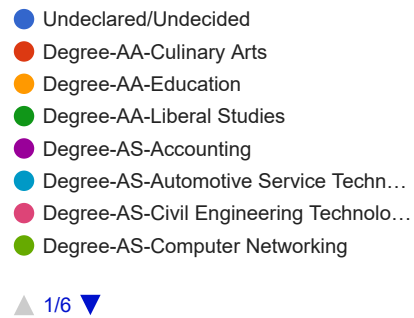 Undeclared/Undecided
Degree-AA-Culinary Arts
Degree-AA-Education
Degree-AA-Liberal Studies
Degree-AS-Accounting
Degree-AS-Automotive Service Techn…
Degree-AS-Civil Engineering Technolo…
Degree-AS-Computer Networking
1/6